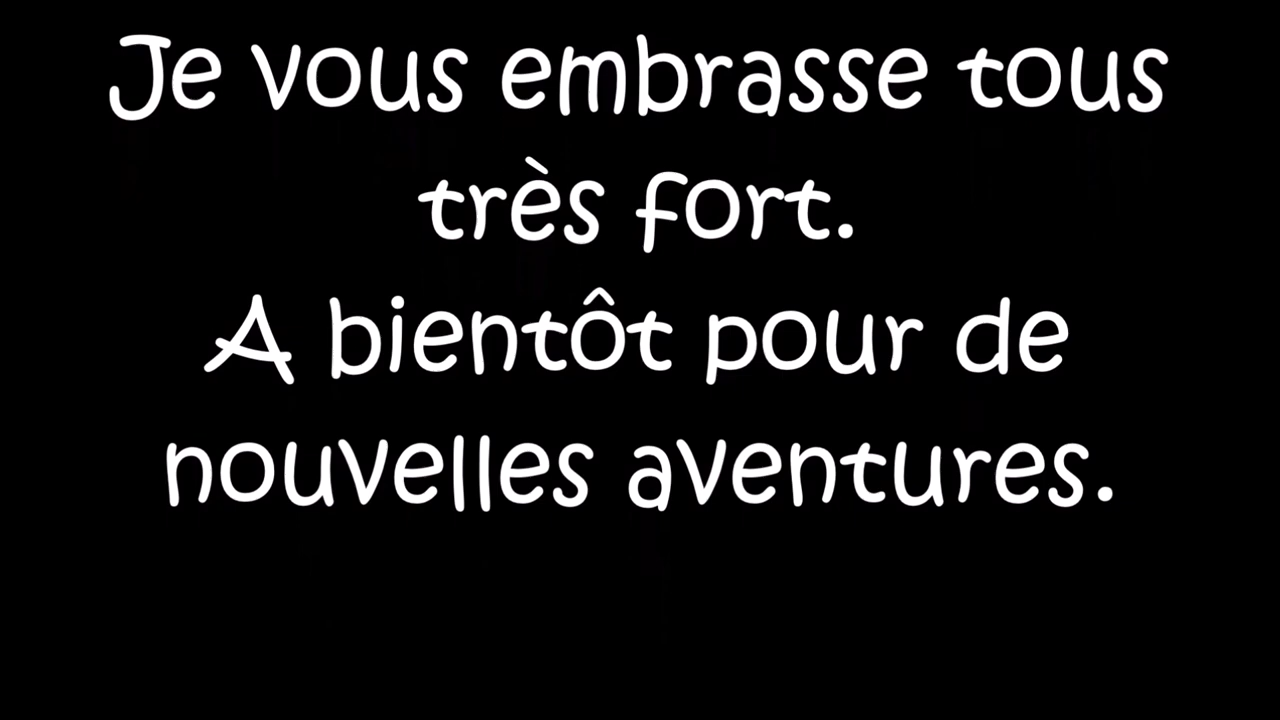 Je vous embrasse tous
très fort.
A bientôt pour de
nouvelles aventures.